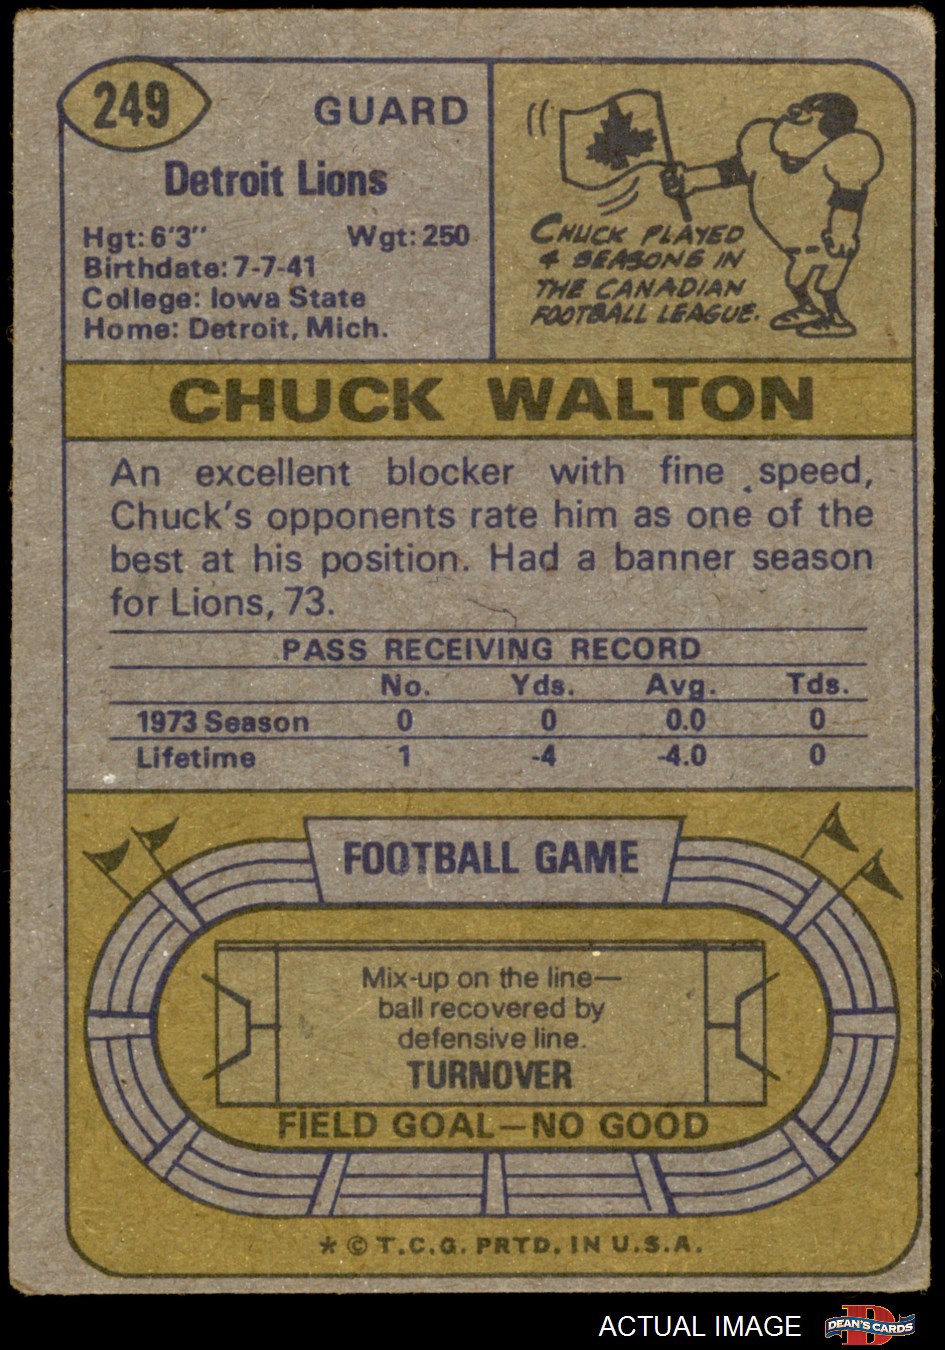 249
GUARD
Detroit Lions
Hgt: 6'3" Wgt: 250
Birthdate: 7-7-41
College: Iowa State
Home: Detroit, Mich.
CHUCK PLAYED
4 SEASONS IN
THE CANADIAN
FOOTBALL LEAGUE.
CHUCK WALTON
An excellent blocker with fine speed,
Chuck's opponents rate him as one of the
best at his position. Had a banner season
for Lions, 73.
PASS RECEIVING RECORD
No. Yds. Avg. Tds.
1973 Season 0 0 0.0 0
Lifetime 1 -4 -4.0 0
FOOTBALL GAME
Mix-up on the line—
ball recovered by
defensive line.
TURNOVER
FIELD GOAL—NO GOOD
* © T.C.G. PRTD. IN U.S.A.
ACTUAL IMAGE
D
DEAN'S CARDS